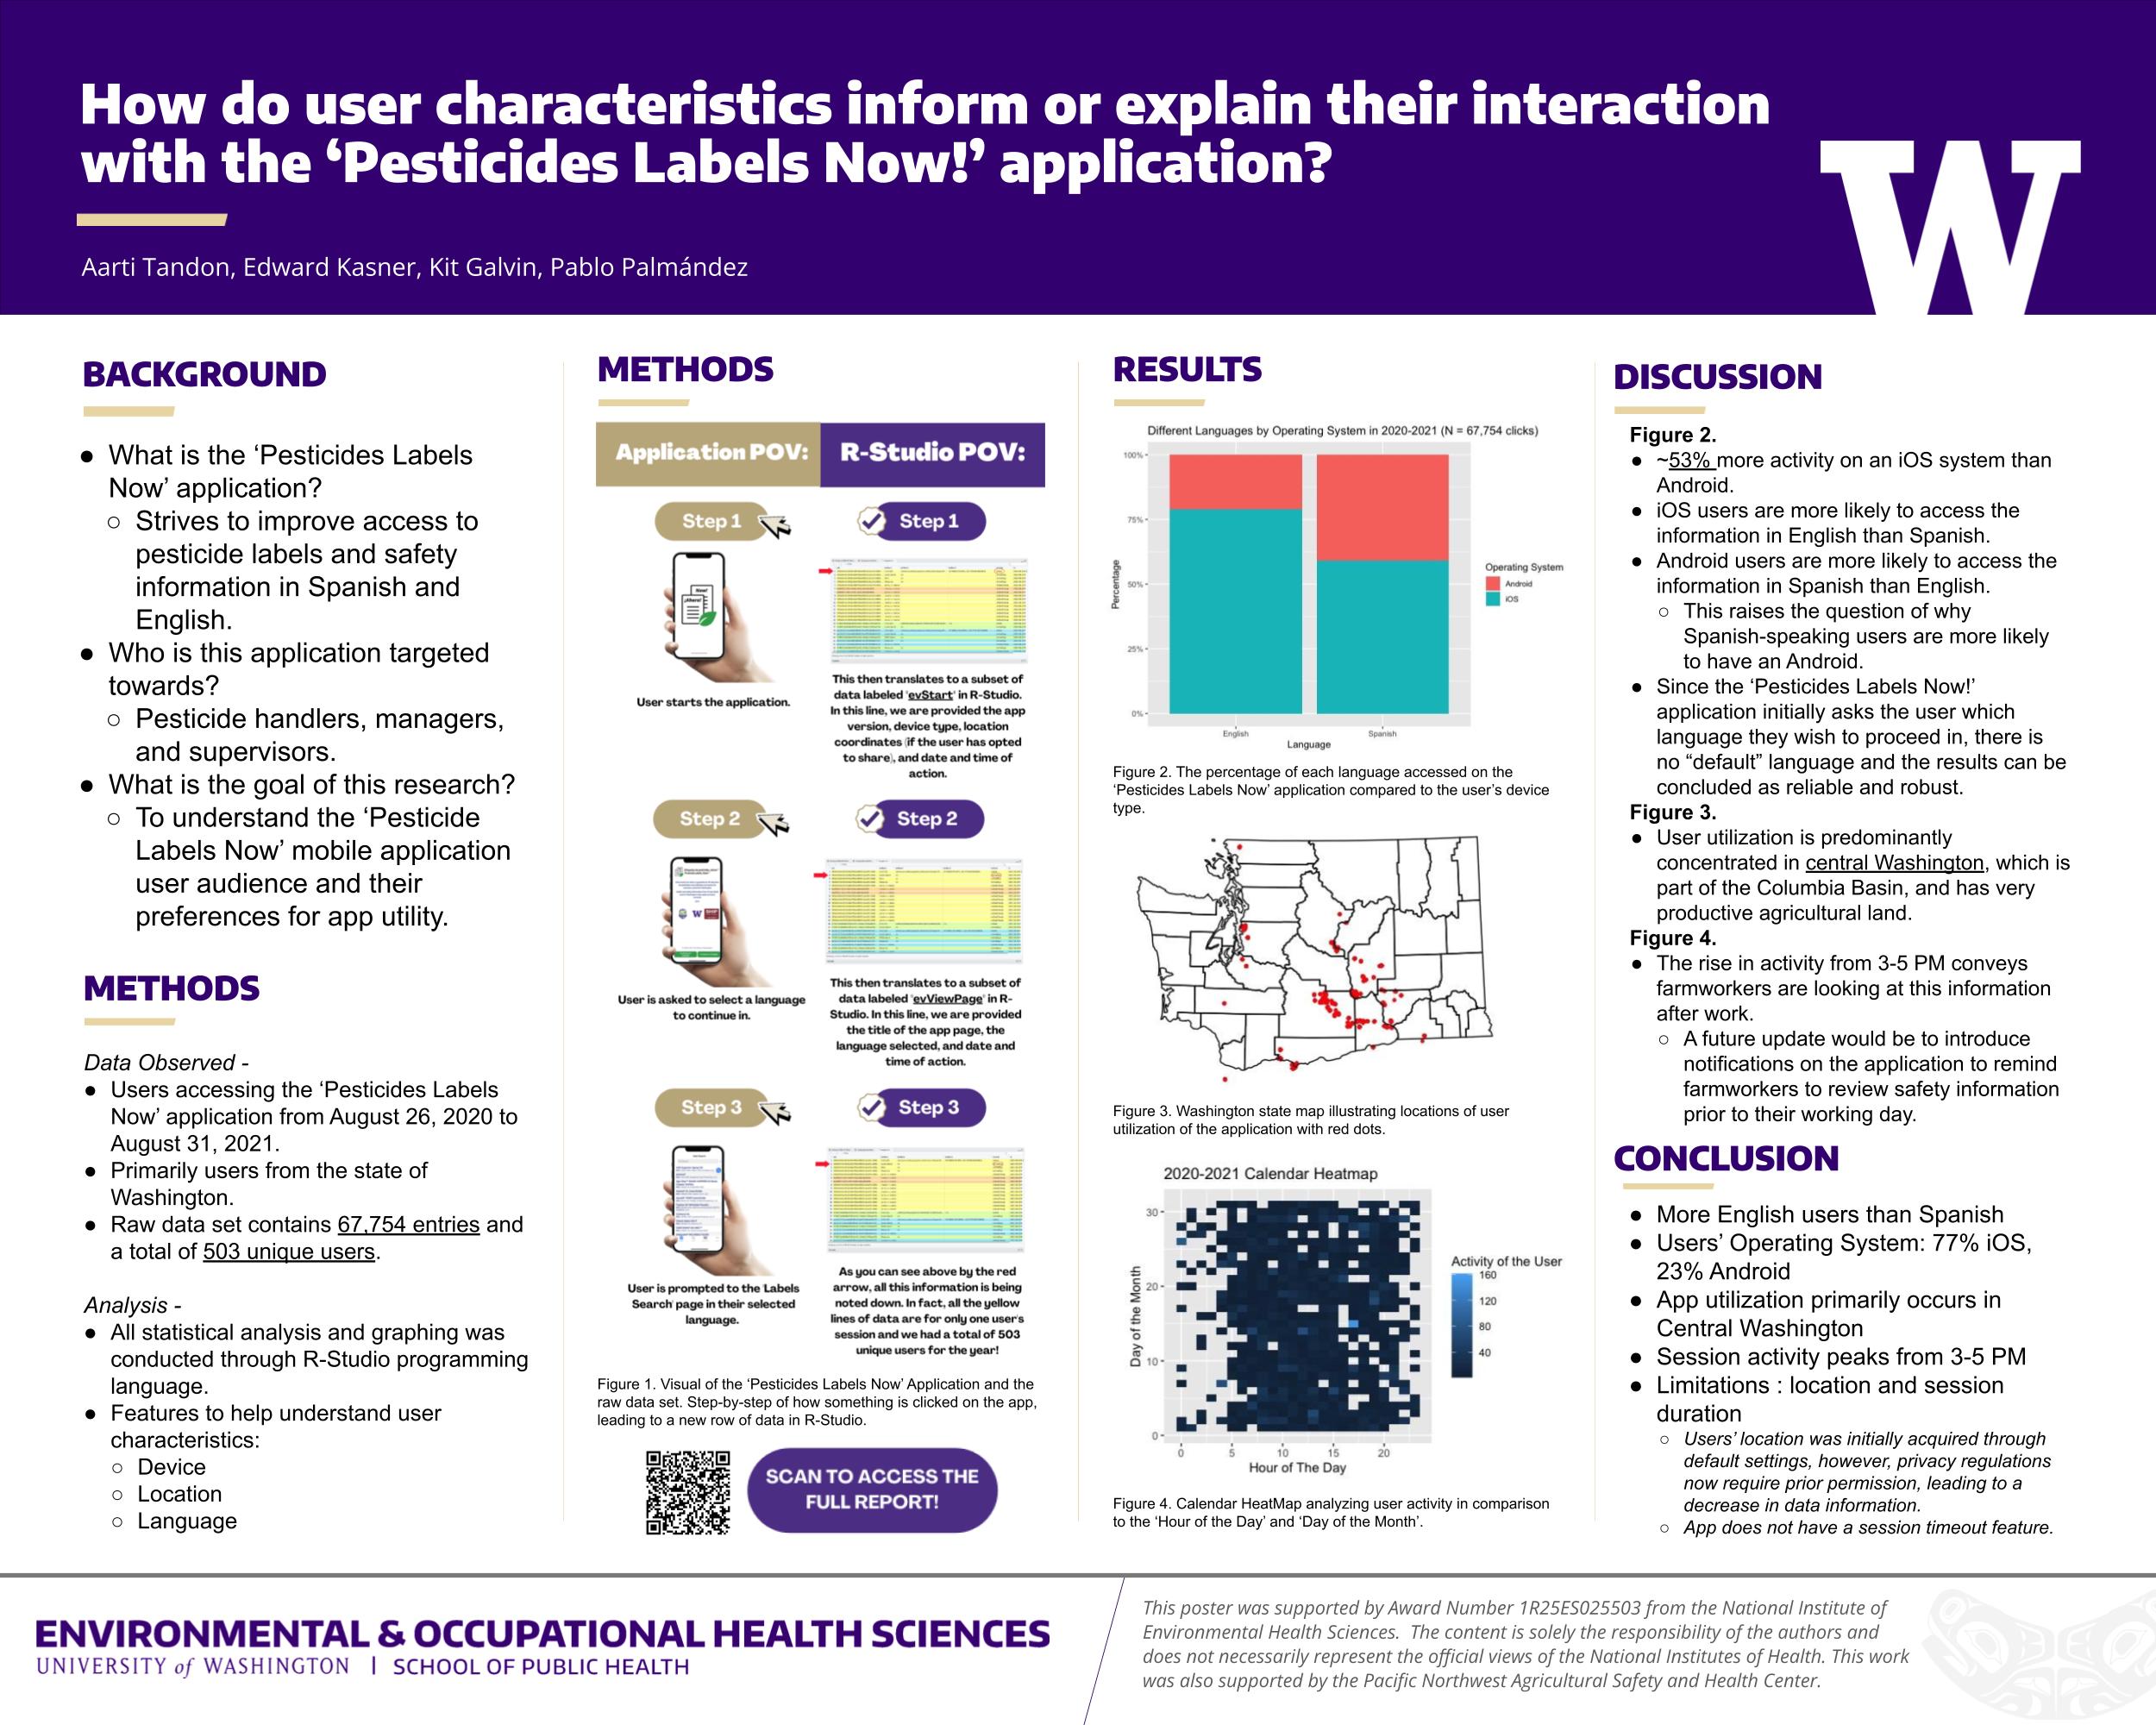 How do user characteristics inform or explain their interaction
with the ‘Pesticides Labels Now!’ application?
Aarti Tandon, Edward Kasner, Kit Galvin, Pablo Palmández
W
BACKGROUND
● What is the ‘Pesticides Labels
Now’ application?
○ Strives to improve access to
pesticide labels and safety
information in Spanish and
English.
● Who is this application targeted
towards?
○ Pesticide handlers, managers,
and supervisors.
● What is the goal of this research?
○ To understand the ‘Pesticide
Labels Now’ mobile application
user audience and their
preferences for app utility.
METHODS
Data Observed -
● Users accessing the ‘Pesticides Labels
Now’ application from August 26, 2020 to
August 31, 2021.
● Primarily users from the state of
Washington.
● Raw data set contains 67,754 entries and
a total of 503 unique users.
Analysis -
● All statistical analysis and graphing was
conducted through R-Studio programming
language.
● Features to help understand user
characteristics:
○ Device
○ Location
○ Language
METHODS
Application POV:
R-Studio POV:
Step 1
Step 1
User starts the application.
This then translates to a subset of
data labeled 'evStart' in R-Studio.
In this line, we are provided the app
version, device type, location
coordinates (if the user has opted
to share), and date and time of
action.
Step 2
Step 2
User is asked to select a language
to continue in.
This then translates to a subset of
data labeled 'evViewPage' in R-
Studio. In this line, we are provided
the title of the app page, the
language selected, and date and
time of action.
Step 3
Step 3
User is prompted to the 'Labels
Search' page in their selected
language.
As you can see above by the red
arrow, all this information is being
noted down. In fact, all the yellow
lines of data are for only one user's
session and we had a total of 503
unique users for the year!
Figure 1. Visual of the ‘Pesticides Labels Now’ Application and the
raw data set. Step-by-step of how something is clicked on the app,
leading to a new row of data in R-Studio.
SCAN TO ACCESS THE
FULL REPORT!
RESULTS
Different Languages by Operating System in 2020-2021 (N = 67,754 clicks)
100%
75%
50%
25%
0%
Percentage
English
Spanish
Language
Operating System
Android
iOS
Figure 2. The percentage of each language accessed on the
‘Pesticides Labels Now’ application compared to the user’s device
type.
Figure 3. Washington state map illustrating locations of user
utilization of the application with red dots.
2020-2021 Calendar Heatmap
30
20
10
0
Day of the Month
0 5 10 15 20
Hour of The Day
Activity of the User
160
120
80
40
Figure 4. Calendar HeatMap analyzing user activity in comparison
to the ‘Hour of the Day’ and ‘Day of the Month’.
DISCUSSION
Figure 2.
● ~53% more activity on an iOS system than
Android.
● iOS users are more likely to access the
information in English than Spanish.
● Android users are more likely to access the
information in Spanish than English.
○ This raises the question of why
Spanish-speaking users are more likely
to have an Android.
● Since the ‘Pesticides Labels Now!’
application initially asks the user which
language they wish to proceed in, there is
no “default” language and the results can be
concluded as reliable and robust.
Figure 3.
● User utilization is predominantly
concentrated in central Washington, which is
part of the Columbia Basin, and has very
productive agricultural land.
Figure 4.
● The rise in activity from 3-5 PM conveys
farmworkers are looking at this information
after work.
○ A future update would be to introduce
notifications on the application to remind
farmworkers to review safety information
prior to their working day.
CONCLUSION
● More English users than Spanish
● Users’ Operating System: 77% iOS,
23% Android
● App utilization primarily occurs in
Central Washington
● Session activity peaks from 3-5 PM
● Limitations : location and session
duration
○ Users’ location was initially acquired through
default settings, however, privacy regulations
now require prior permission, leading to a
decrease in data information.
○ App does not have a session timeout feature.
ENVIRONMENTAL & OCCUPATIONAL HEALTH SCIENCES
UNIVERSITY of WASHINGTON | SCHOOL OF PUBLIC HEALTH
This poster was supported by Award Number 1R25ES025503 from the National Institute of
Environmental Health Sciences. The content is solely the responsibility of the authors and
does not necessarily represent the official views of the National Institutes of Health. This work
was also supported by the Pacific Northwest Agricultural Safety and Health Center.